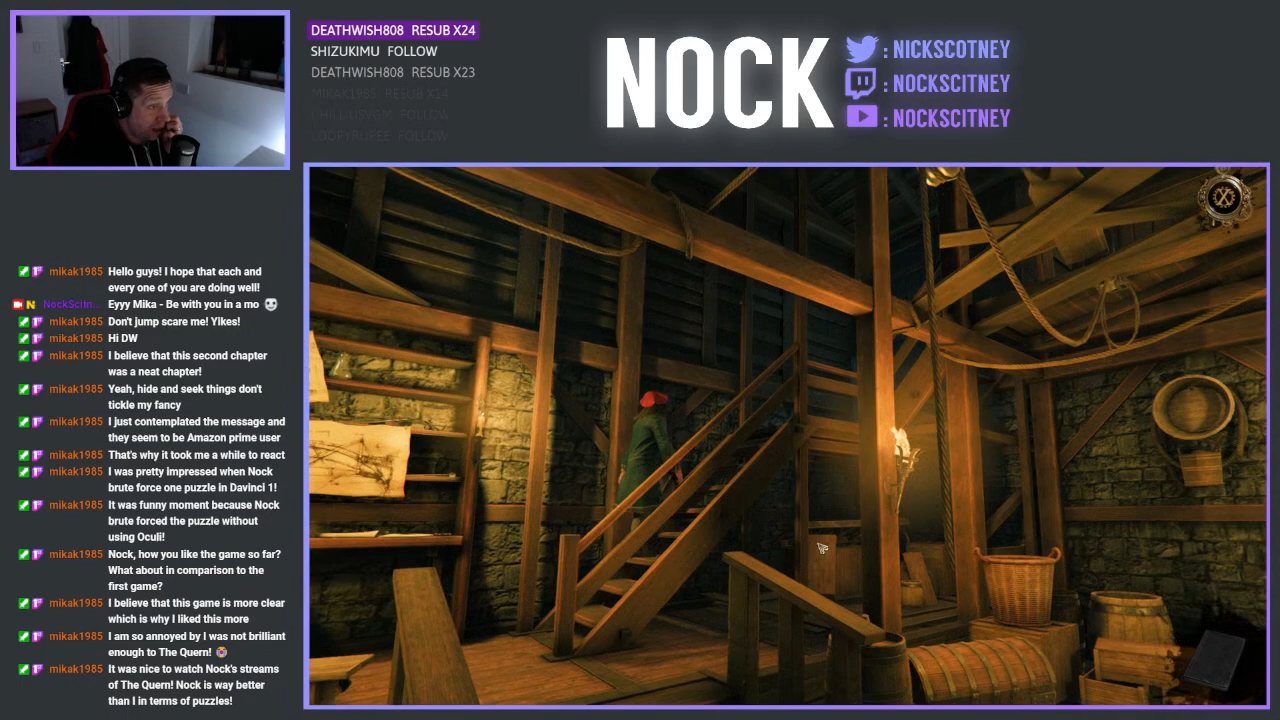 DEATHWISH808 RESUB X24
SHIZUKIMU FOLLOW
DEATHWISH808 RESUB X23
MIKAK1985 RESUB X14
LOOPYRUPEE FOLLOW
NOCK
: NICKSCOTNEY
: NOCKSCITNEY
: NOCKSCITNEY
mikak1985 Hello guys! I hope that each and
every one of you are doing well!
N NockScitn... Eyyy Mika - Be with you in a mo
mikak1985 Don't jump scare me! Yikes!
mikak1985 Hi DW
mikak1985 I believe that this second chapter
was a neat chapter!
mikak1985 Yeah, hide and seek things don't
tickle my fancy
mikak1985 I just contemplated the message and
they seem to be Amazon prime user
mikak1985 That's why it took me a while to react
mikak1985 I was pretty impressed when Nock
brute force one puzzle in Davinci 1!
mikak1985 It was funny moment because Nock
brute forced the puzzle without
using Oculi!
mikak1985 Nock, how you like the game so far?
What about in comparison to the
first game?
mikak1985 I believe that this game is more clear
which is why I liked this more
mikak1985 I am so annoyed by I was not brilliant
enough to The Quern!
mikak1985 It was nice to watch Nock's streams
of The Quern! Nock is way better
than I in terms of puzzles!